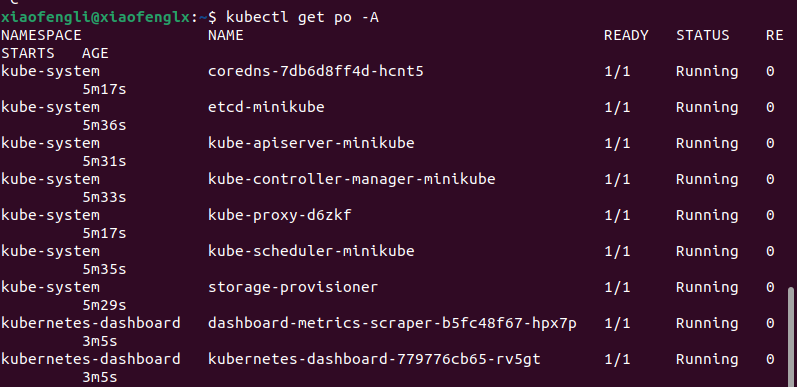 xiaofengli@xiaofenglx:~$ kubectl get po -A
NAMESPACE NAME READY STATUS RE
STARTS AGE
kube-system coredns-7db6d8ff4d-hcnt5 1/1 Running 0
5m17s
kube-system etcd-minikube 1/1 Running 0
5m36s
kube-system kube-apiserver-minikube 1/1 Running 0
5m31s
kube-system kube-controller-manager-minikube 1/1 Running 0
5m33s
kube-system kube-proxy-d6zkf 1/1 Running 0
5m17s
kube-system kube-scheduler-minikube 1/1 Running 0
5m35s
kube-system storage-provisioner 1/1 Running 0
5m29s
kubernetes-dashboard dashboard-metrics-scraper-b5fc48f67-hpx7p 1/1 Running 0
3m5s
kubernetes-dashboard kubernetes-dashboard-779776cb65-rv5gt 1/1 Running 0
3m5s